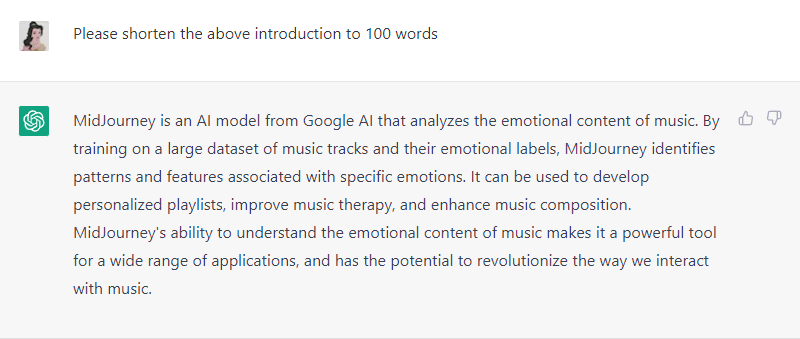 Please shorten the above introduction to 100 words
MidJourney is an AI model from Google AI that analyzes the emotional content of music. By
training on a large dataset of music tracks and their emotional labels, MidJourney identifies
patterns and features associated with specific emotions. It can be used to develop
personalized playlists, improve music therapy, and enhance music composition.
MidJourney's ability to understand the emotional content of music makes it a powerful tool
for a wide range of applications, and has the potential to revolutionize the way we interact
with music.